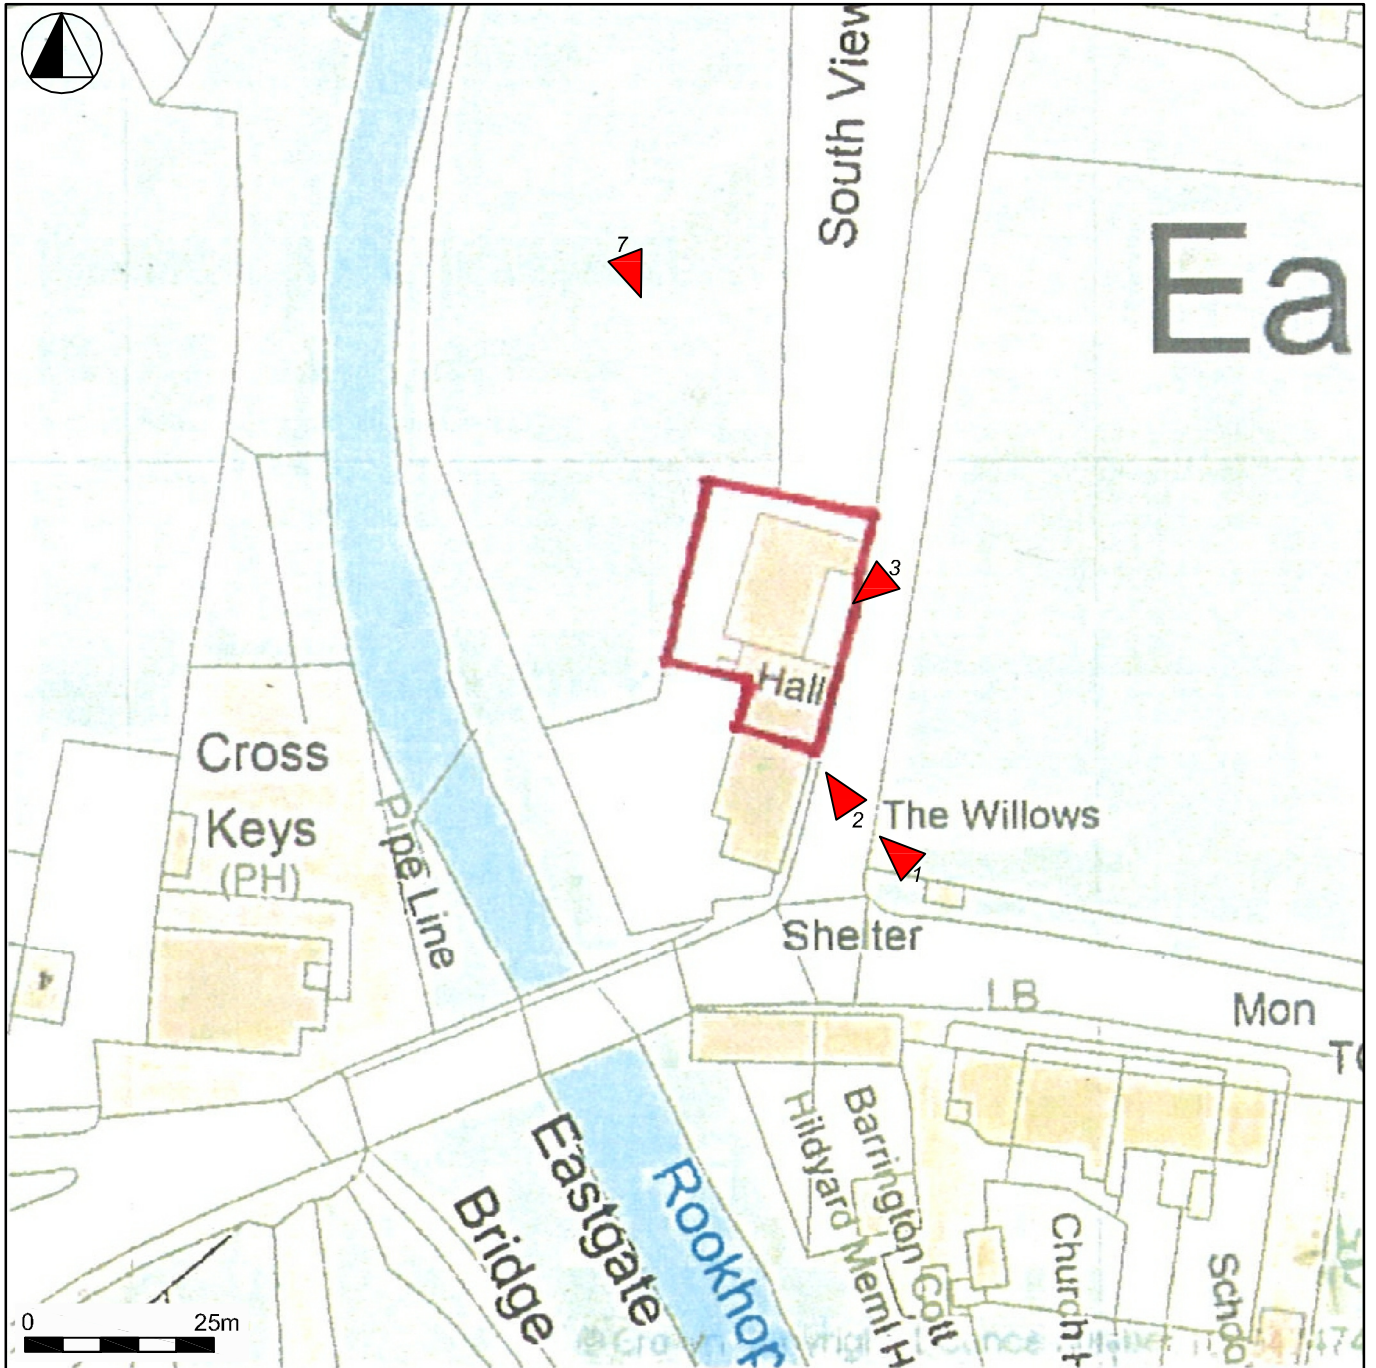 South View
Ea
7
3
Hall
Cross
Keys
(PH)
Pipe Line
2
The Willows
1
Shelter
LB
Mon
Eastgate
Bridge
Hildyard Meml H
Barrington Cott
Church
0 25m